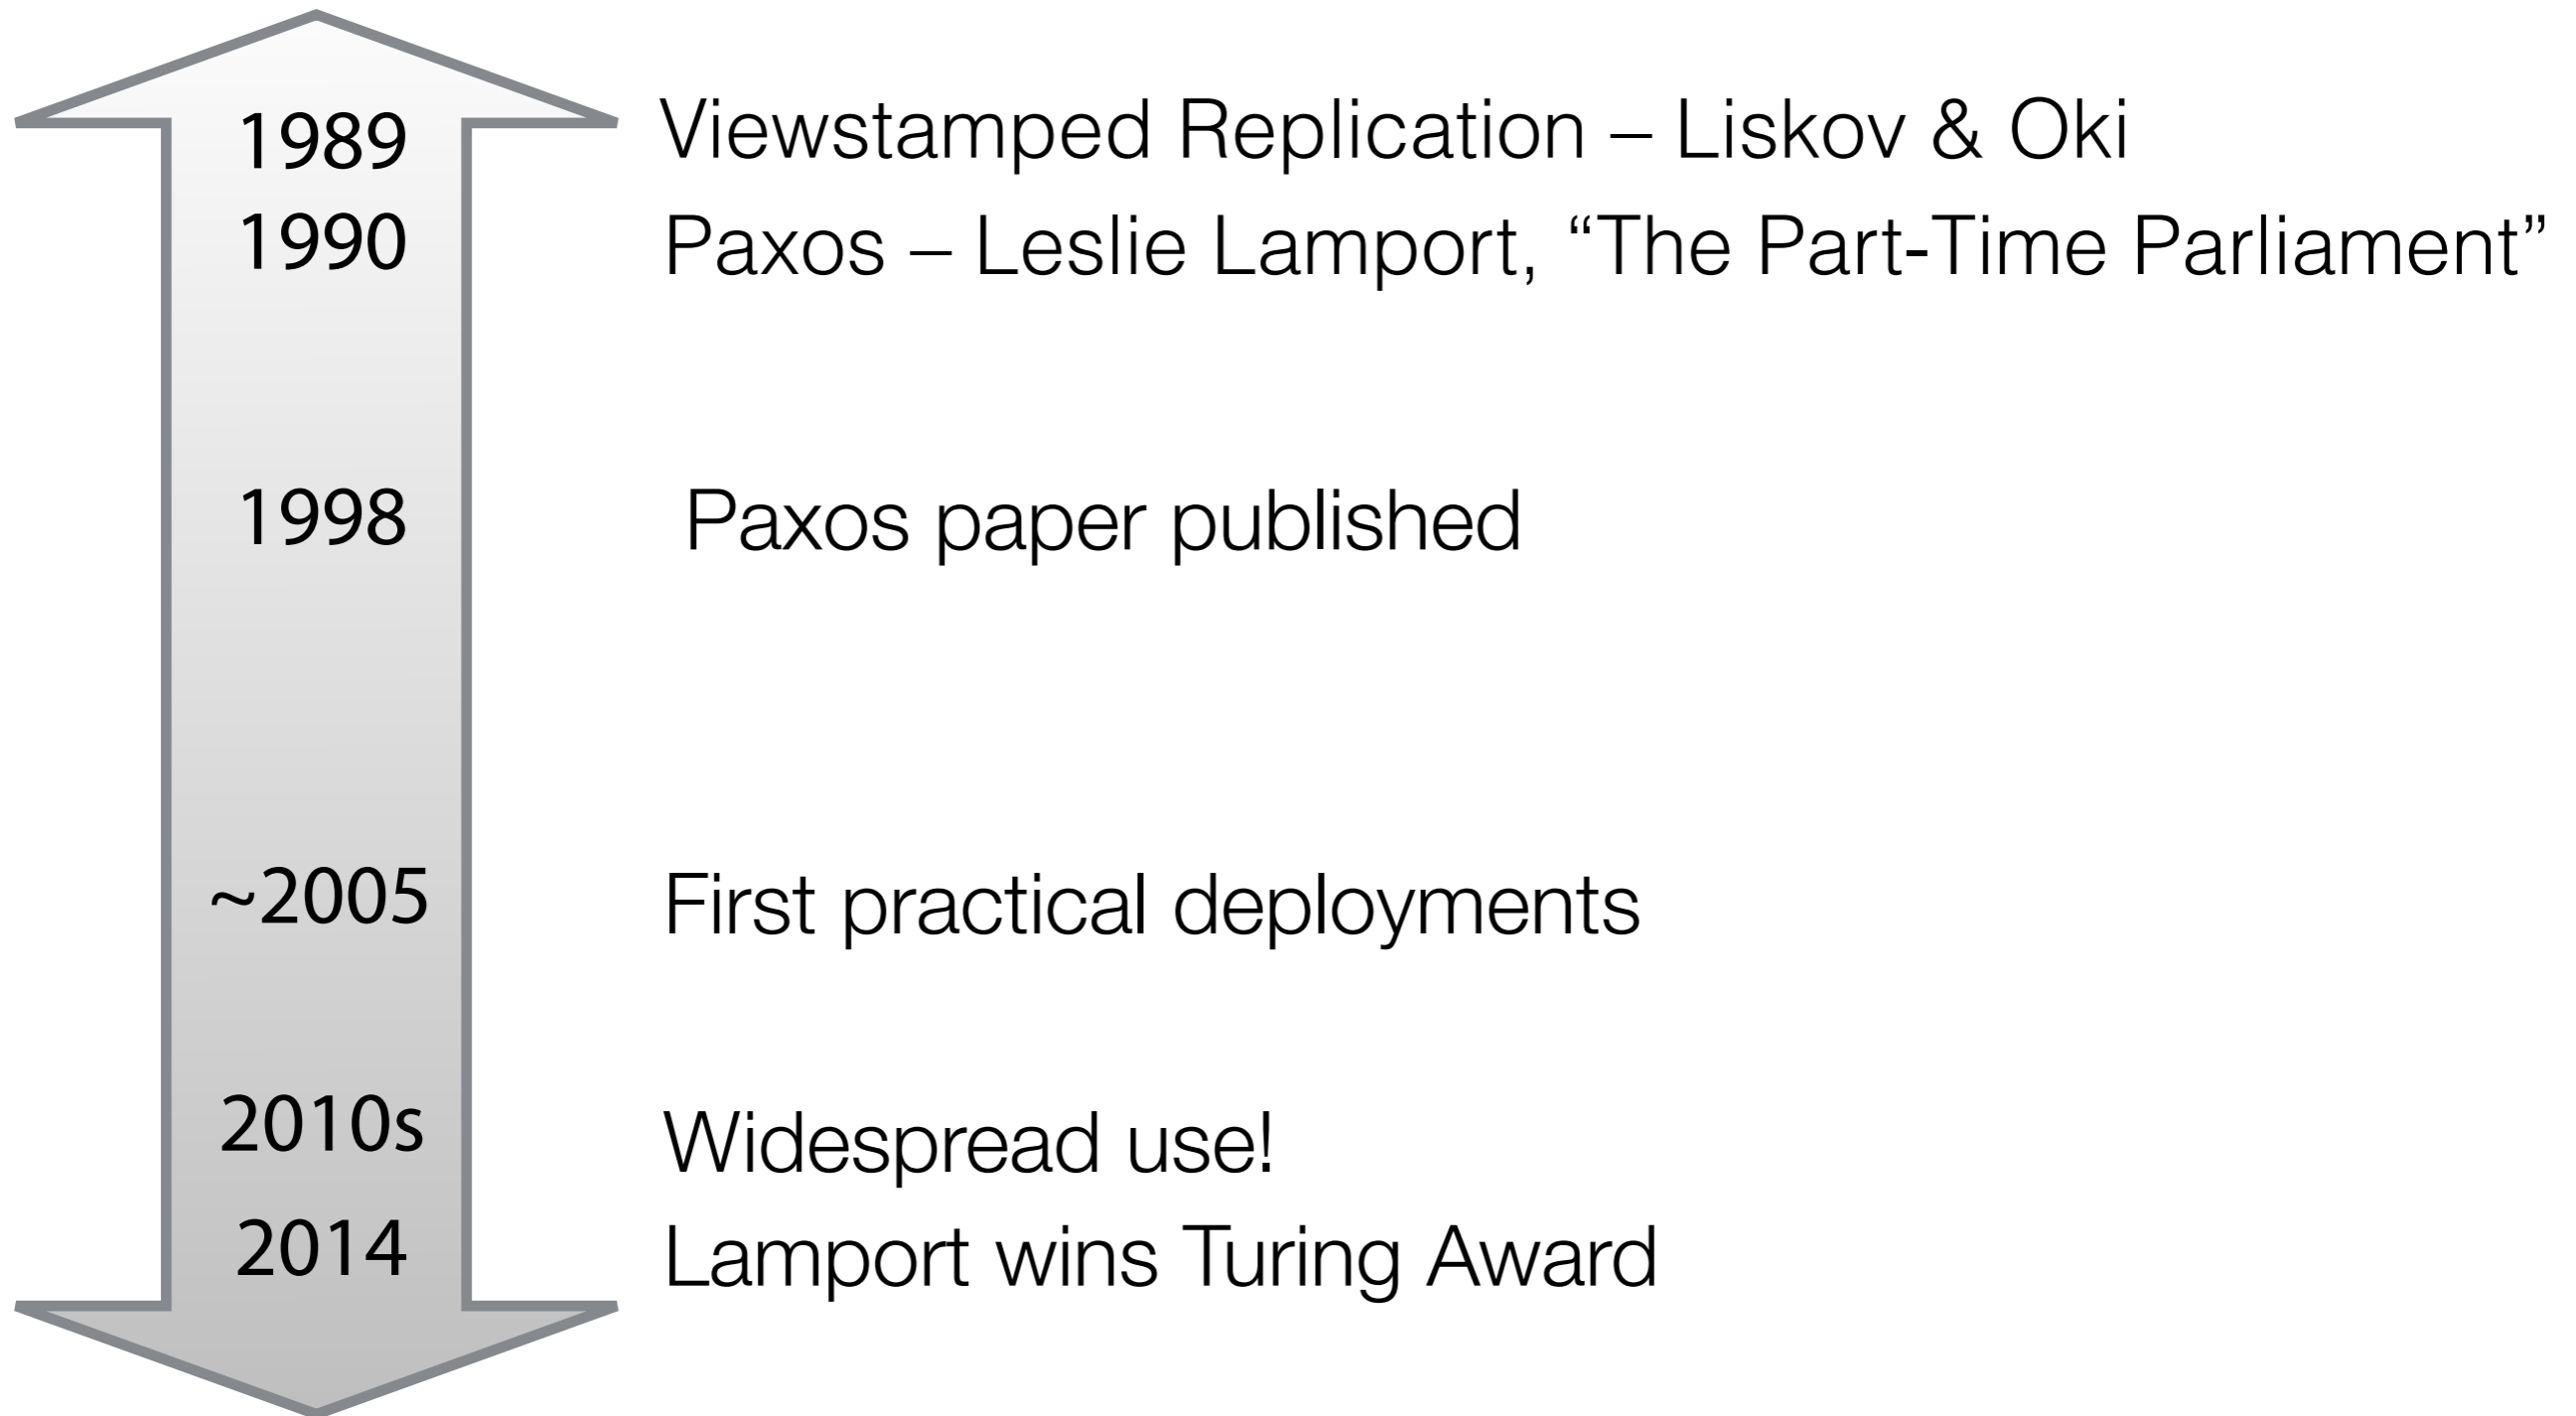 1989 Viewstamped Replication – Liskov & Oki
1990 Paxos – Leslie Lamport, “The Part-Time Parliament”
1998 Paxos paper published
~2005 First practical deployments
2010s Widespread use!
2014 Lamport wins Turing Award